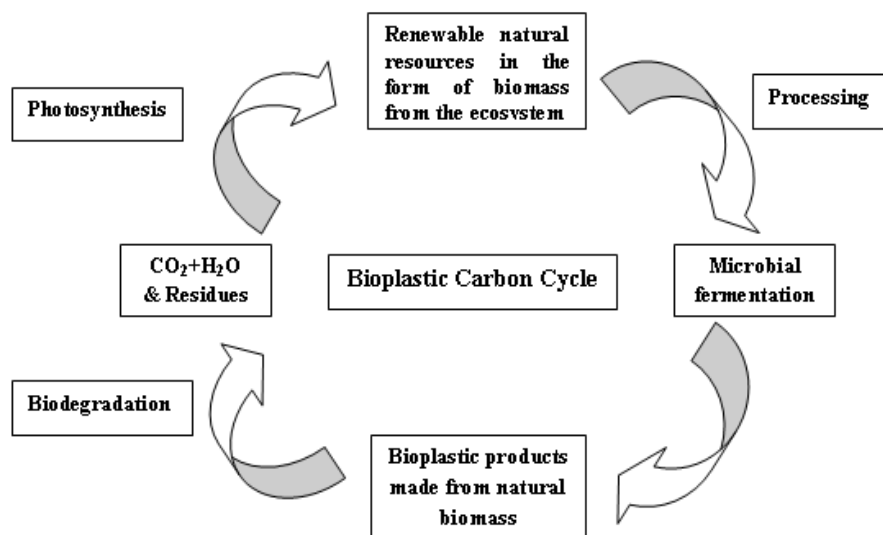 Renewable natural
resources in the
form of biomass
from the ecosvstem
Photosynthesis
Processing
CO₂+H₂O
& Residues
Bioplastic Carbon Cycle
Microbial
fermentation
Biodegradation
Bioplastic products
made from natural
biomass